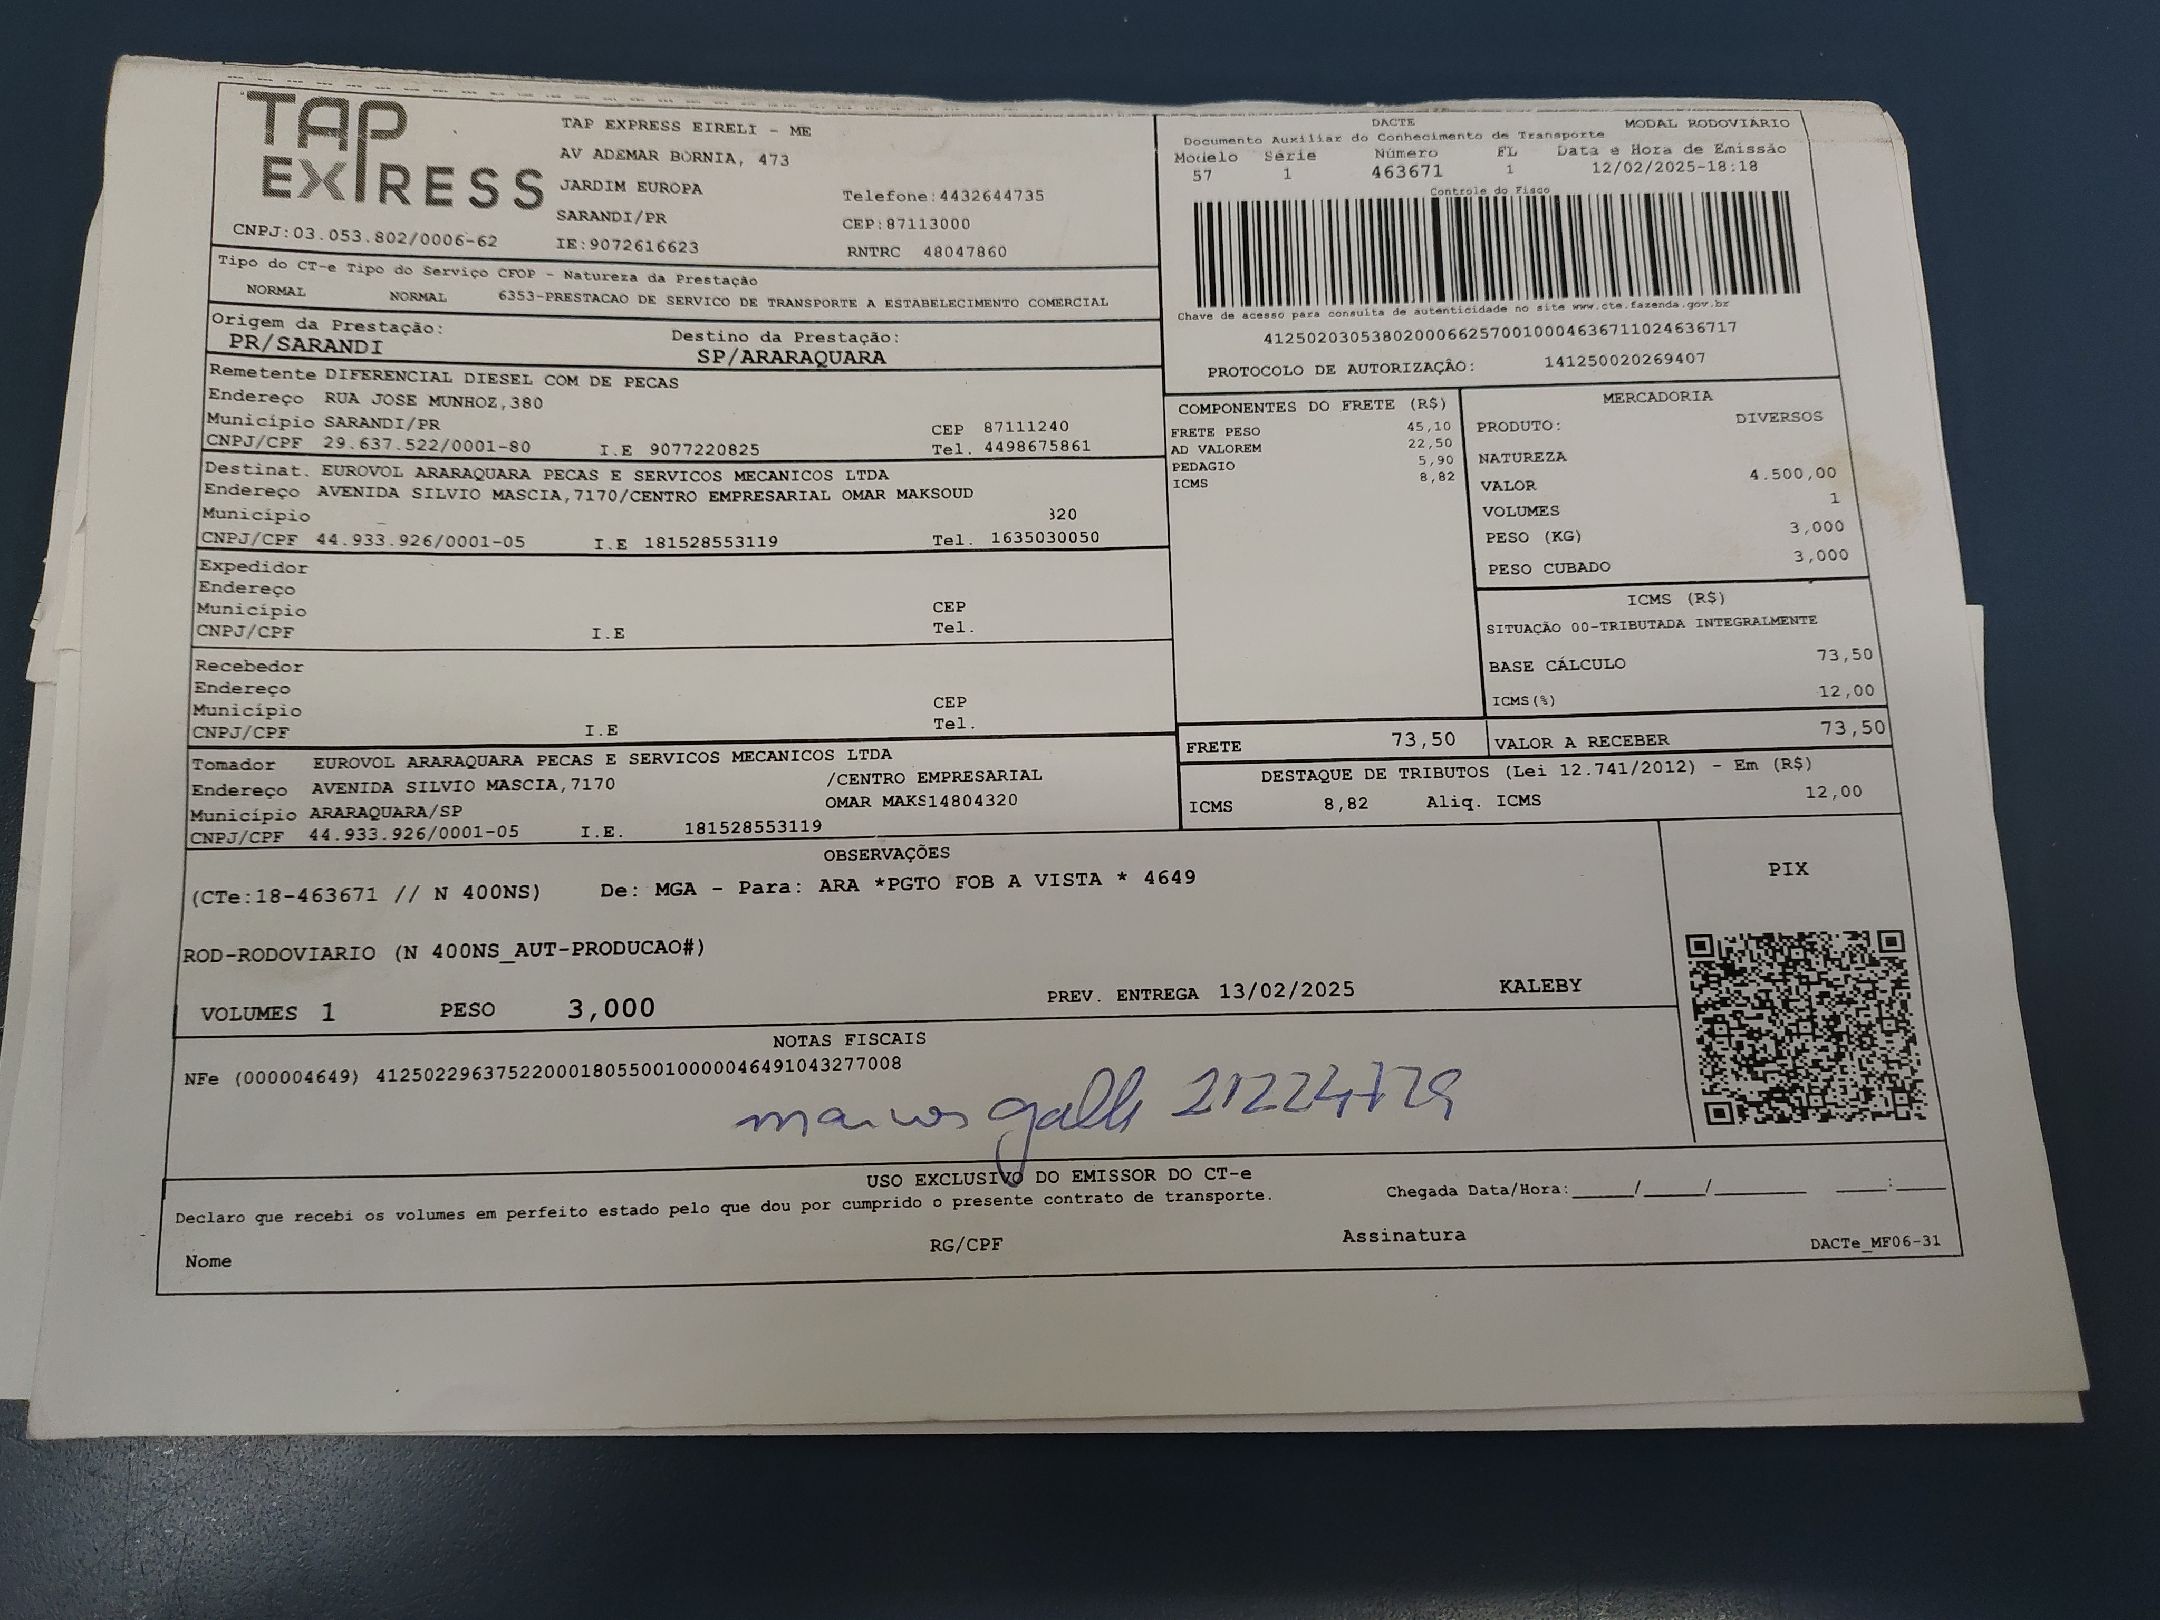 TAP EXPRESS
CNPJ:03.053.802/0006-62
TAP EXPRESS EIRELI - ME
AV ADEMAR BORNIA, 473
JARDIM EUROPA
SARANDI/PR
IE:9072616623
Telefone:4432644735
CEP:87113000
RNTRC 48047860
DACTE MODAL RODOVIÁRIO
Documento Auxiliar do Conhecimento de Transporte
Modelo Série Número FL Data e Hora de Emissão
57 1 463671 1 12/02/2025-18:18
Controle do Fisco
Chave de acesso para consulta de autenticidade no site www.cte.fazenda.gov.br
41250203053802000662570010004636711024636717
PROTOCOLO DE AUTORIZAÇÃO: 141250020269407
Tipo do CT-e Tipo do Serviço CFOP - Natureza da Prestação
NORMAL NORMAL 6353-PRESTACAO DE SERVICO DE TRANSPORTE A ESTABELECIMENTO COMERCIAL
Origem da Prestação: Destino da Prestação:
PR/SARANDI SP/ARARAQUARA
Remetente DIFERENCIAL DIESEL COM DE PECAS
Endereço RUA JOSE MUNHOZ,380
Município SARANDI/PR CEP 87111240
CNPJ/CPF 29.637.522/0001-80 I.E 9077220825 Tel. 4498675861
Destinat. EUROVOL ARARAQUARA PECAS E SERVICOS MECANICOS LTDA
Endereço AVENIDA SILVIO MASCIA,7170/CENTRO EMPRESARIAL OMAR MAKSOUD
Município 320
CNPJ/CPF 44.933.926/0001-05 I.E 181528553119 Tel. 1635030050
Expedidor
Endereço
Município CEP
CNPJ/CPF I.E Tel.
Recebedor
Endereço
Município CEP
CNPJ/CPF I.E Tel.
Tomador EUROVOL ARARAQUARA PECAS E SERVICOS MECANICOS LTDA
Endereço AVENIDA SILVIO MASCIA,7170 /CENTRO EMPRESARIAL
Município ARARAQUARA/SP OMAR MAKS14804320
CNPJ/CPF 44.933.926/0001-05 I.E. 181528553119
COMPONENTES DO FRETE (R$)
FRETE PESO 45,10
AD VALOREM 22,50
PEDAGIO 5,90
ICMS 8,82
MERCADORIA
PRODUTO: DIVERSOS
NATUREZA
VALOR 4.500,00
VOLUMES 1
PESO (KG) 3,000
PESO CUBADO 3,000
ICMS (R$)
SITUAÇÃO 00-TRIBUTADA INTEGRALMENTE
BASE CÁLCULO 73,50
ICMS(%) 12,00
FRETE 73,50 VALOR A RECEBER 73,50
DESTAQUE DE TRIBUTOS (Lei 12.741/2012) - Em (R$)
ICMS 8,82 Aliq. ICMS 12,00
OBSERVAÇÕES
(CTe:18-463671 // N 400NS) De: MGA - Para: ARA *PGTO FOB A VISTA * 4649
ROD-RODOVIARIO (N 400NS_AUT-PRODUCAO#)
VOLUMES 1 PESO 3,000 PREV. ENTREGA 13/02/2025 KALEBY
PIX
NOTAS FISCAIS
NFe (000004649) 41250229637522000180550010000046491043277008
marcos galli 21224729
USO EXCLUSIVO DO EMISSOR DO CT-e
Declaro que recebi os volumes em perfeito estado pelo que dou por cumprido o presente contrato de transporte. Chegada Data/Hora:_____/_____/________ ____:____
Nome RG/CPF Assinatura DACTe_MF06-31